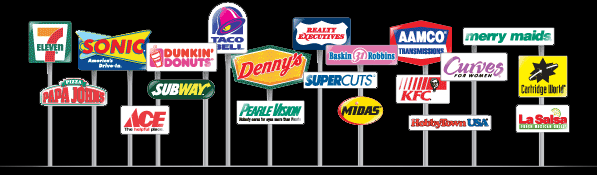 7
ELEVEN
SONIC
America's Drive-In.
DUNKIN'
DONUTS
TACO
BELL
Denny's
REALTY
EXECUTIVES
Baskin 31 Robbins
AAMCO
TRANSMISSIONS
merry maids
PIZZA
PAPA JOHN'S
SUBWAY
ACE
The helpful place.
PEARLE VISION
Nobody cares for eyes more than Pearle
SUPERCUTS
MIDAS
KFC
Curves
FOR WOMEN
Cartridge World
HobbyTown USA
La Salsa
FRESH MEXICAN GRILL